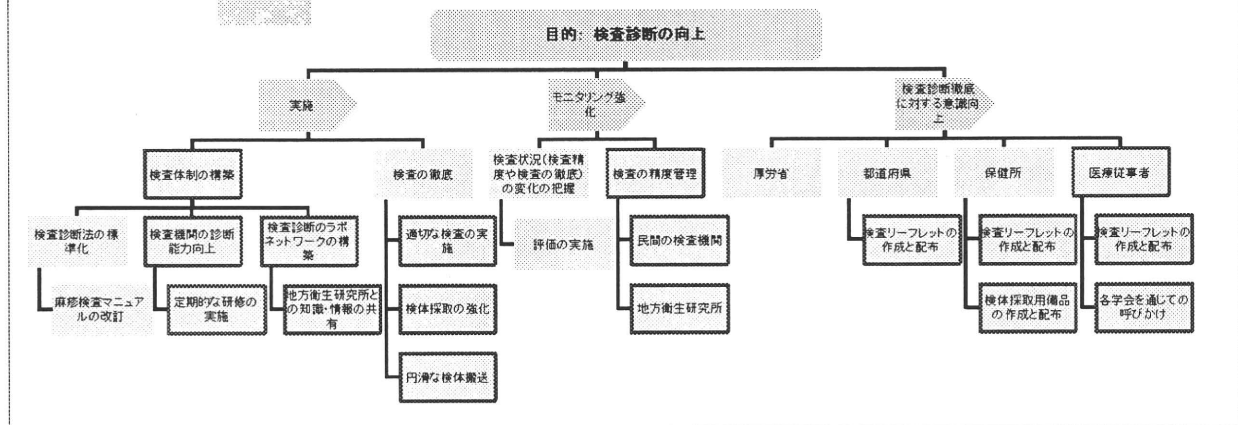 目的: 検査診断の向上
実施
モニタリング強
化
検査診断徹底
に対する意識向
上
検査体制の構築
検査の徹底
検査状況(検査精
度や検査の徹底)
の変化の把握
検査の精度管理
厚労省
都道府県
保健所
医療従事者
検査診断法の標
準化
検査機関の診断
能力向上
検査診断のラボ
ネットワークの構
築
適切な検査の実
施
評価の実施
民間の検査機関
検査リーフレットの
作成と配布
検査リーフレットの
作成と配布
検査リーフレットの
作成と配布
麻疹検査マニュア
ルの改訂
定期的な研修の
実施
地方衛生研究所と
の知識・情報の共
有
検体採取の強化
地方衛生研究所
検体採取用備品
の作成と配布
各学会を通じての
呼びかけ
円滑な検体搬送